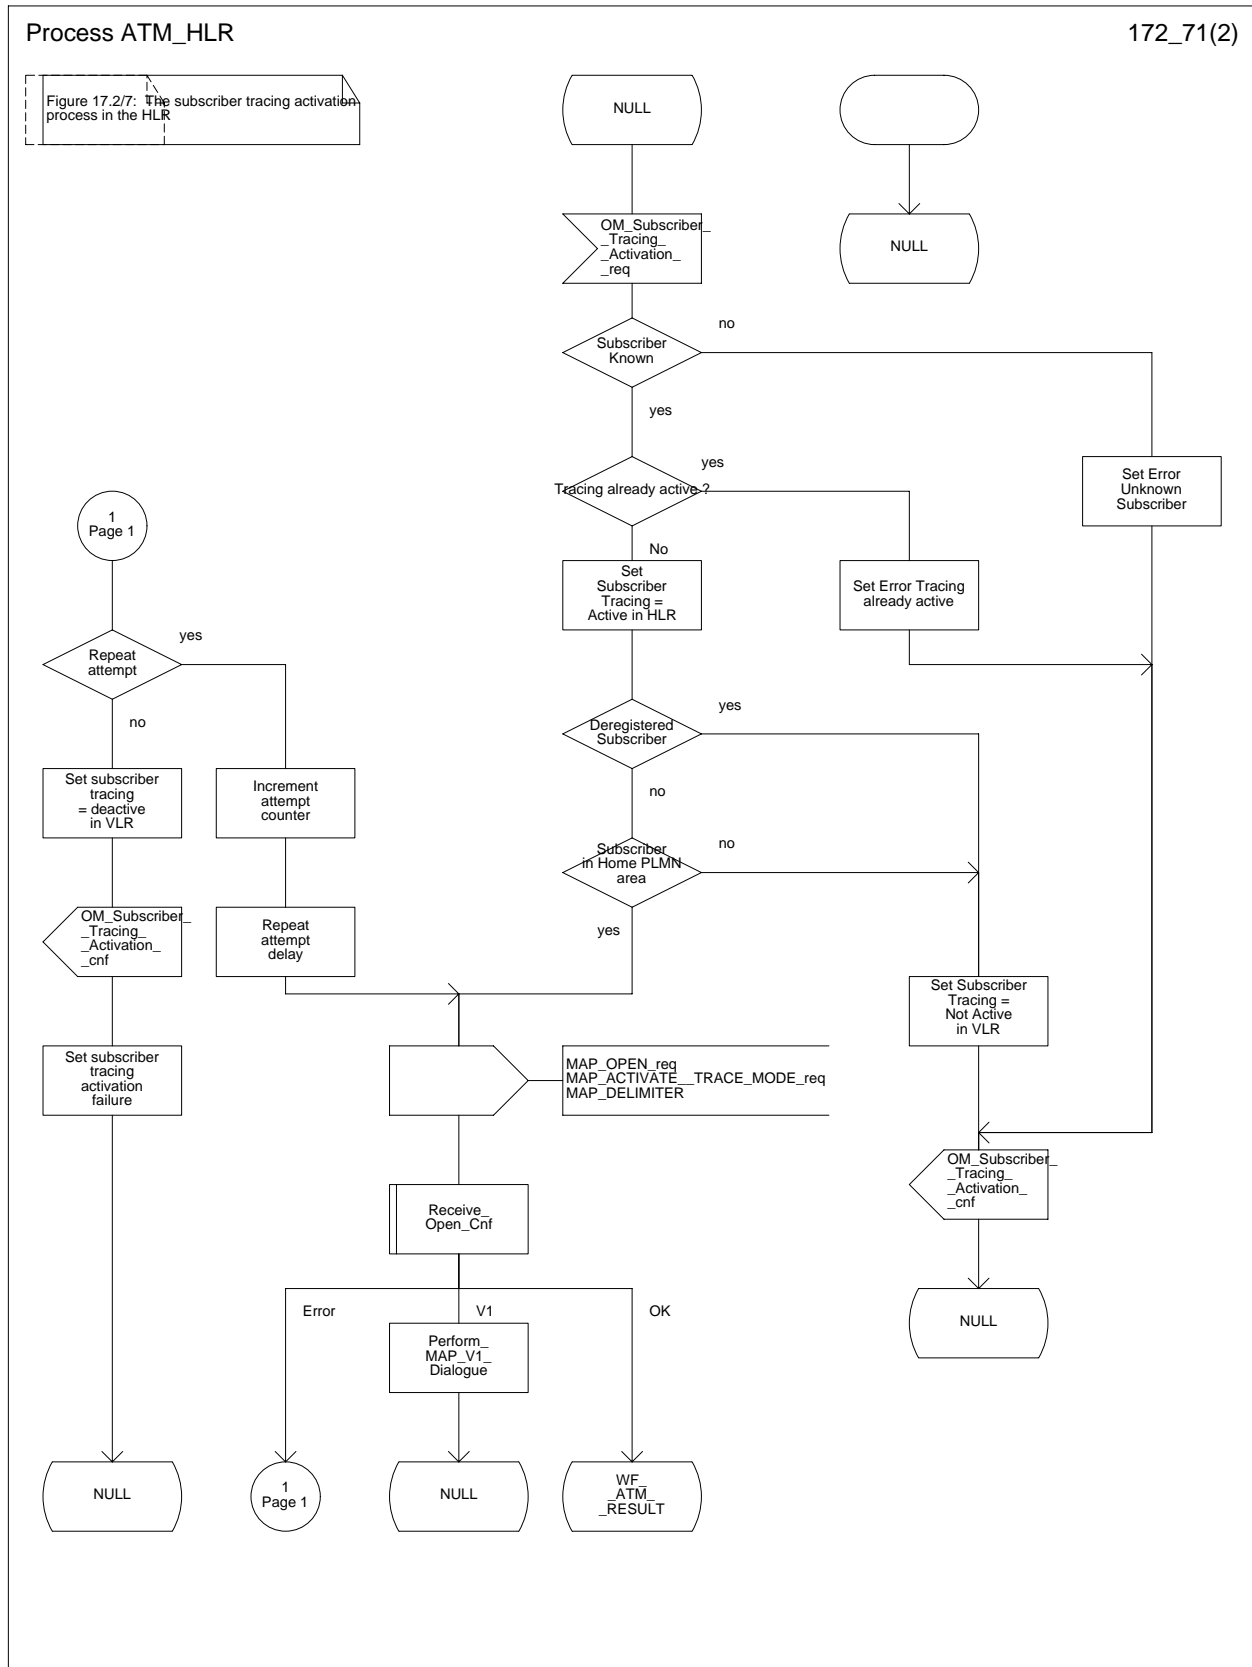 Process ATM_HLR
172_71(2)
Figure 17.2/7:  The subscriber tracing activation
process in the HLR
NULL
OM_Subscriber_
_Tracing_
_Activation_
_req
NULL
Subscriber
Known
no
yes
Tracing already active ?
yes
No
Set Error
Unknown
Subscriber
1
Page 1
Set
Subscriber
Tracing =
Active in HLR
Set Error Tracing
already active
Repeat
attempt
yes
no
Deregistered
Subscriber
yes
no
Set subscriber
tracing
= deactive
in VLR
Increment
attempt
counter
Subscriber
in Home PLMN
area
no
yes
OM_Subscriber_
_Tracing_
_Activation_
_cnf
Repeat
attempt
delay
Set Subscriber
Tracing =
Not Active
in VLR
Set subscriber
tracing
activation
failure
MAP_OPEN_req
MAP_ACTIVATE__TRACE_MODE_req
MAP_DELIMITER
OM_Subscriber_
_Tracing_
_Activation_
_cnf
Receive_
Open_Cnf
Error
V1
OK
NULL
Perform_
MAP_V1_
Dialogue
NULL
1
Page 1
NULL
WF_
_ATM_
_RESULT